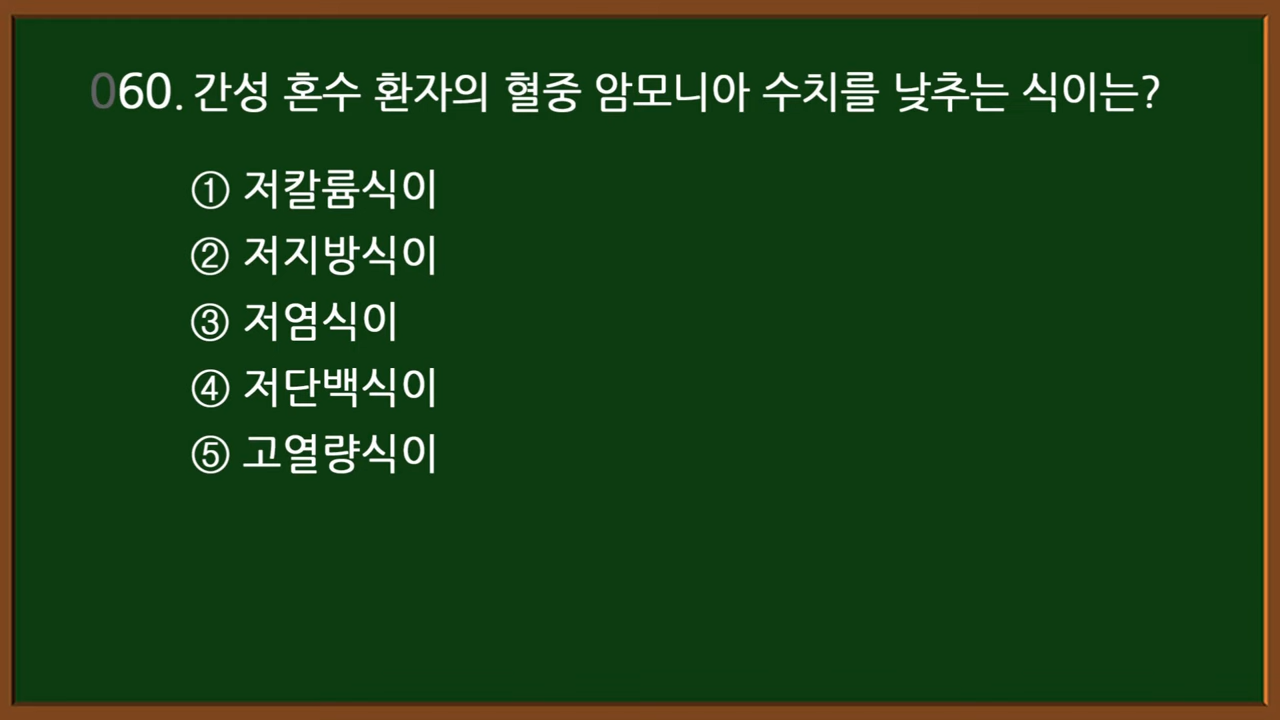 060. 간성 혼수 환자의 혈중 암모니아 수치를 낮추는 식이는?
① 저칼륨식이
② 저지방식이
③ 저염식이
④ 저단백식이
⑤ 고열량식이